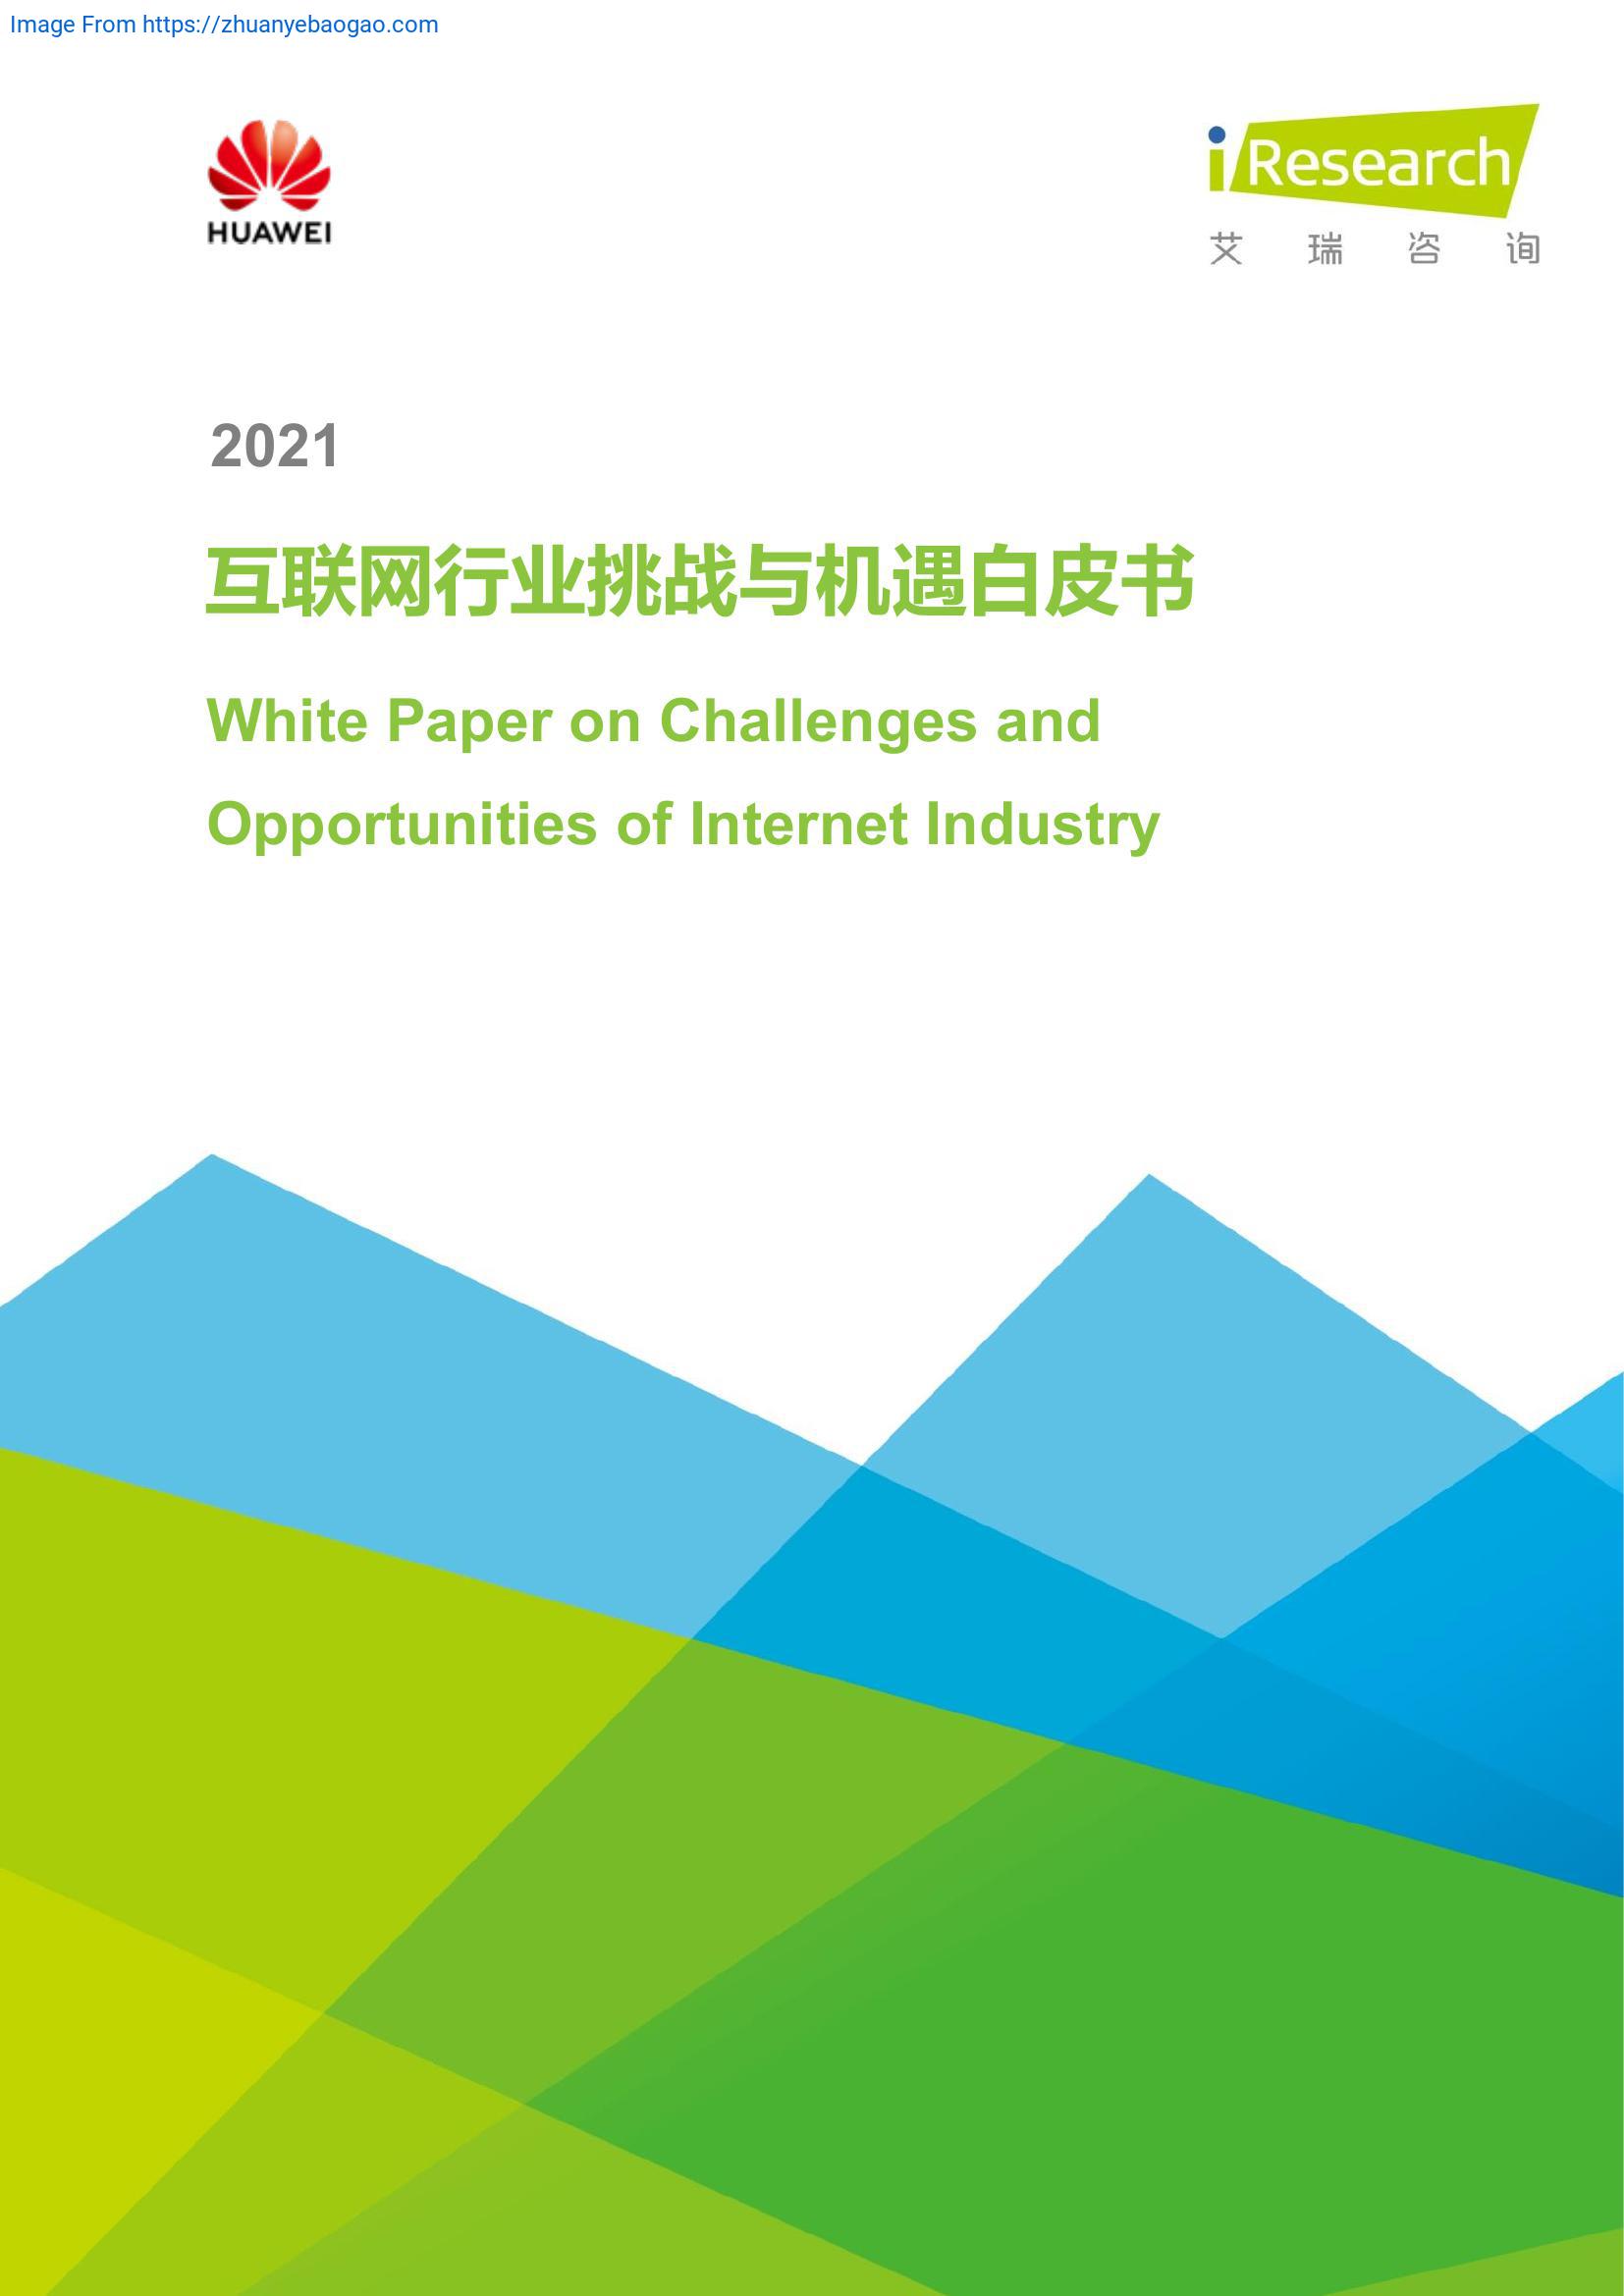 Image From https://zhuanyebaogao.com
HUAWEI
iResearch
艾瑞咨询
2021
互联网行业挑战与机遇白皮书
White Paper on Challenges and
Opportunities of Internet Industry